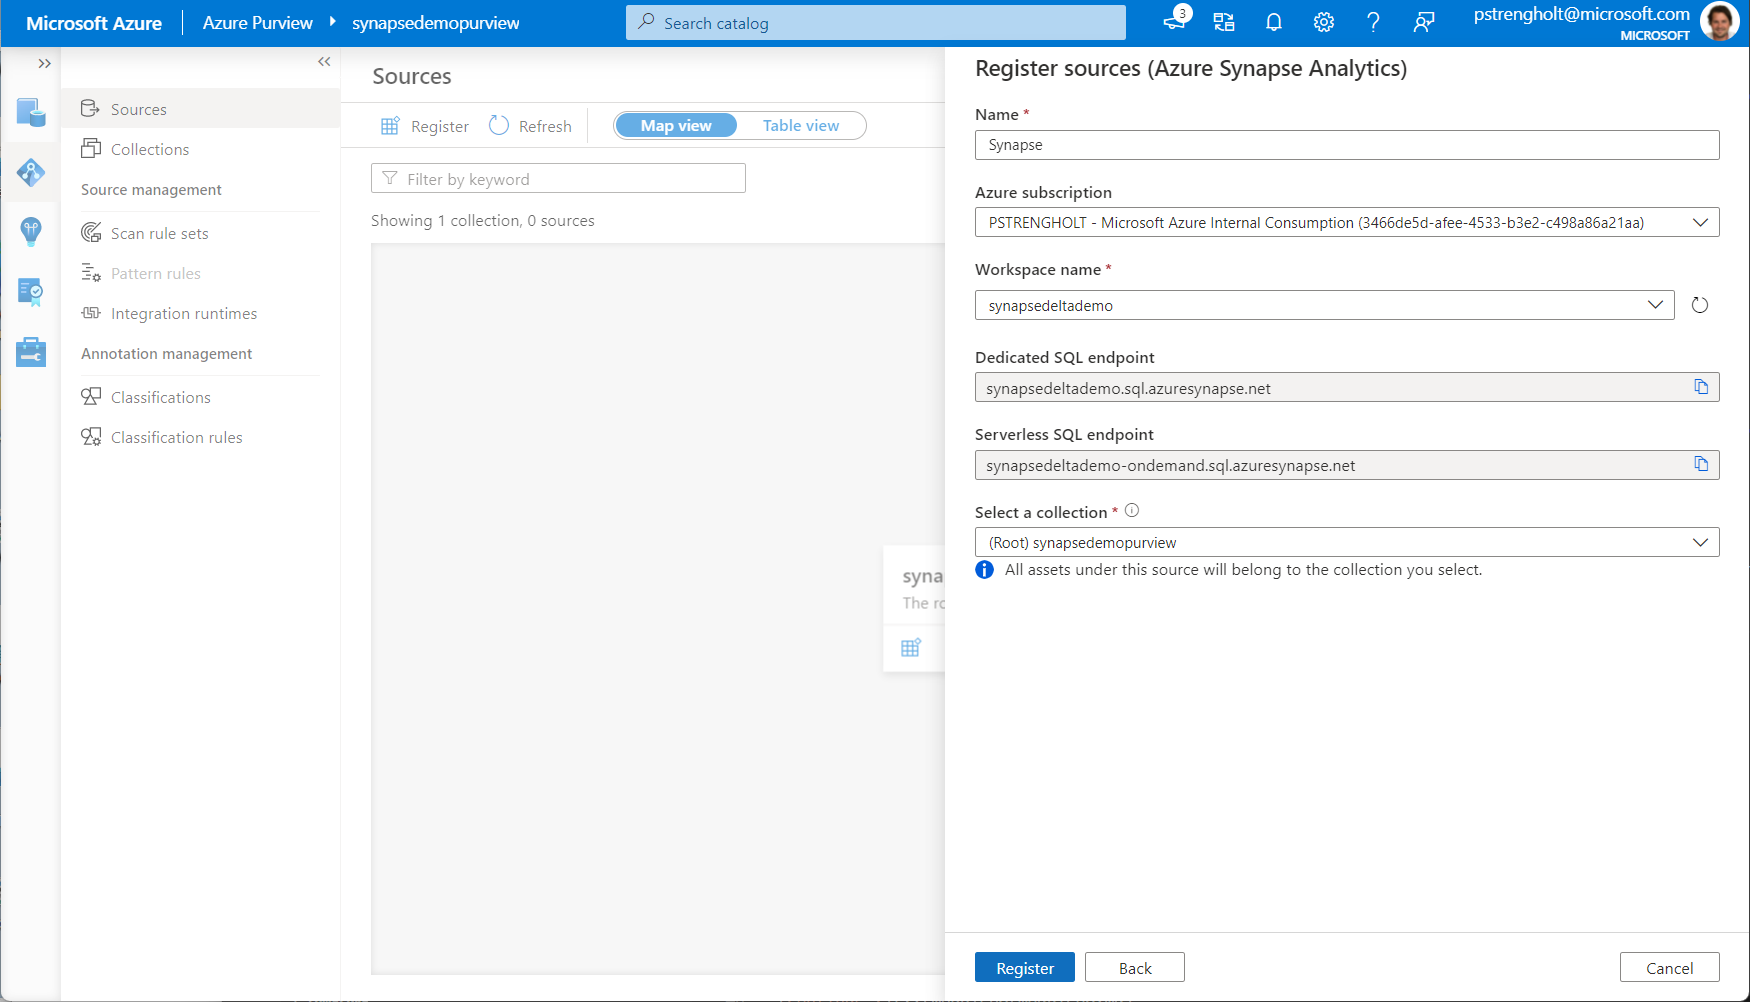 Microsoft Azure
Azure Purview
synapsedemopurview
Search catalog
3
pstrengholt@microsoft.com
MICROSOFT
Sources
Collections
Source management
Scan rule sets
Pattern rules
Integration runtimes
Annotation management
Classifications
Classification rules
Sources
Register
Refresh
Map view
Table view
Filter by keyword
Showing 1 collection, 0 sources
syna
The ro
Register sources (Azure Synapse Analytics)
Name *
Synapse
Azure subscription
PSTRENGHOLT - Microsoft Azure Internal Consumption (3466de5d-afee-4533-b3e2-c498a86a21aa)
Workspace name *
synapsedeltademo
Dedicated SQL endpoint
synapsedeltademo.sql.azuresynapse.net
Serverless SQL endpoint
synapsedeltademo-ondemand.sql.azuresynapse.net
Select a collection *
(Root) synapsedemopurview
All assets under this source will belong to the collection you select.
Register
Back
Cancel